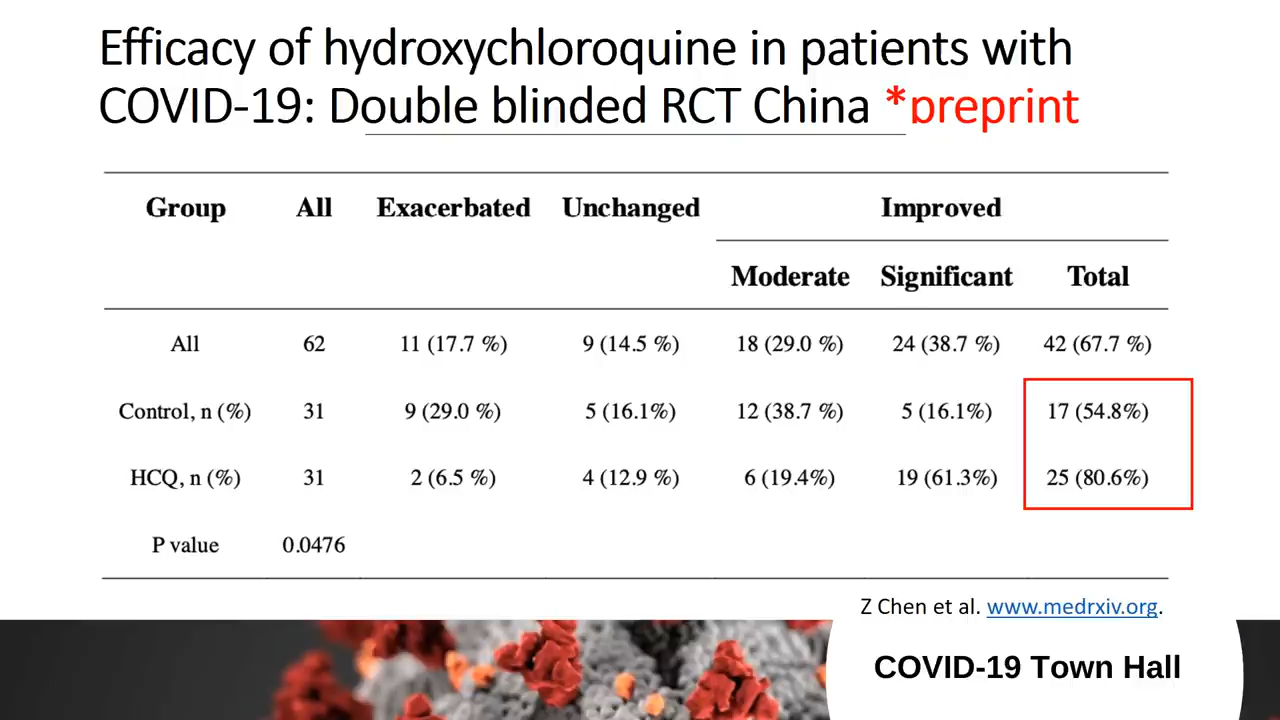 Efficacy of hydroxychloroquine in patients with
COVID-19: Double blinded RCT China *preprint
Group All Exacerbated Unchanged Improved
Moderate Significant Total
All 62 11 (17.7 %) 9 (14.5 %) 18 (29.0 %) 24 (38.7 %) 42 (67.7 %)
Control, n (%) 31 9 (29.0 %) 5 (16.1%) 12 (38.7 %) 5 (16.1%) 17 (54.8%)
HCQ, n (%) 31 2 (6.5 %) 4 (12.9 %) 6 (19.4%) 19 (61.3%) 25 (80.6%)
P value 0.0476
Z Chen et al. www.medrxiv.org.
COVID-19 Town Hall